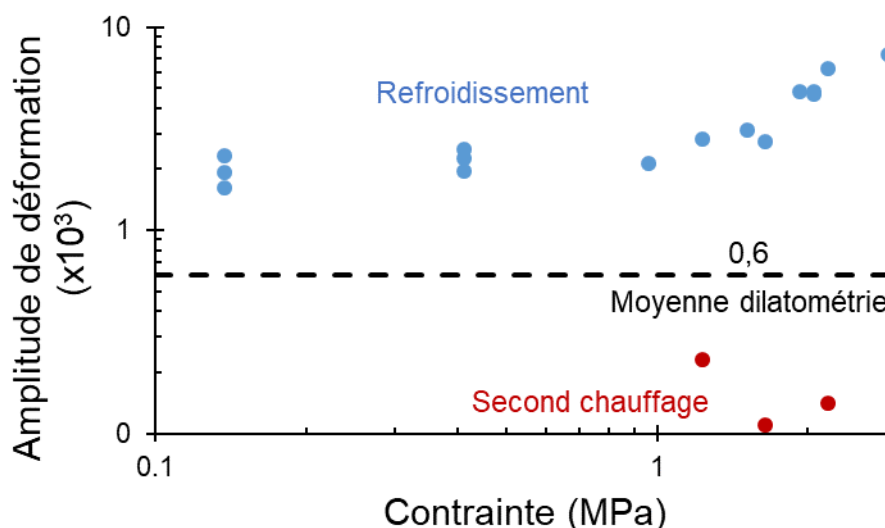 Amplitude de déformation
(x10³)
10
1
0
Refroidissement
0,6
Moyenne dilatométrie
Second chauffage
0.1
1
Contrainte (MPa)